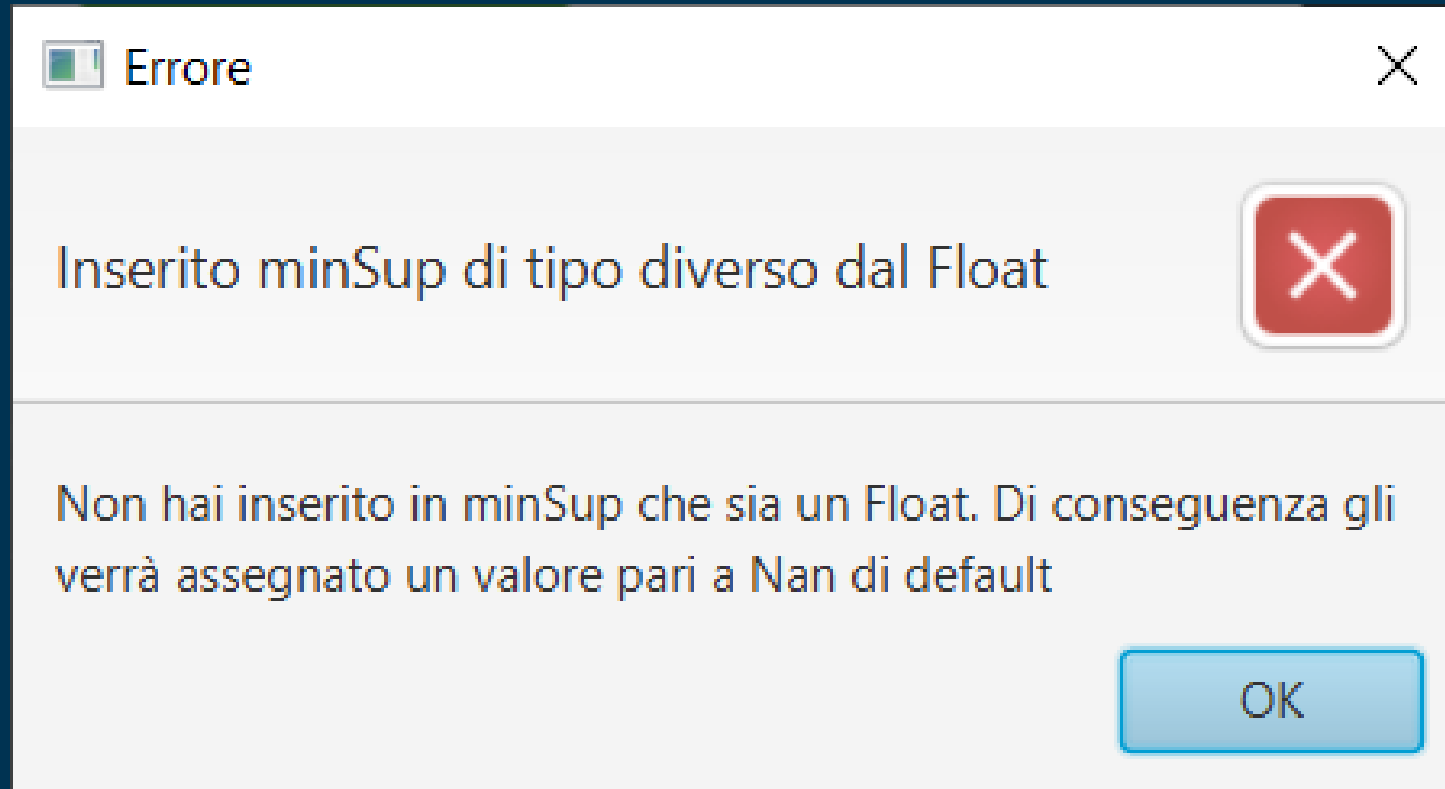 Errore
Inserito minSup di tipo diverso dal Float
Non hai inserito in minSup che sia un Float. Di conseguenza gli
verrà assegnato un valore pari a Nan di default
OK